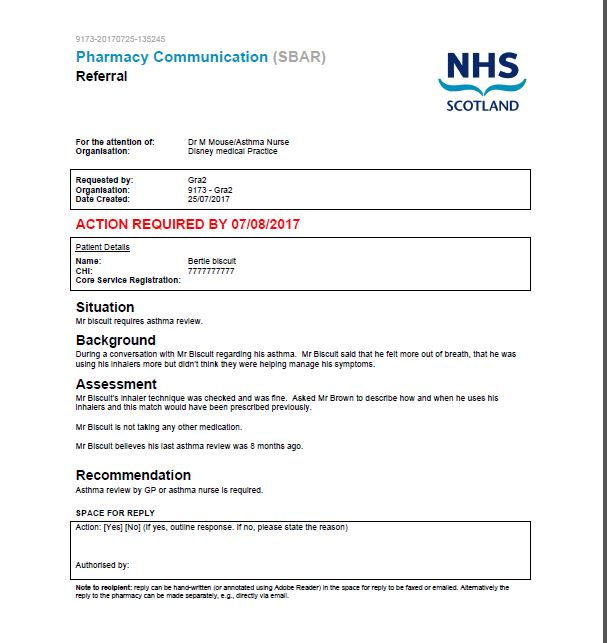 9173-20170725-135245
Pharmacy Communication (SBAR)
Referral
NHS
SCOTLAND
For the attention of: Dr M Mouse/Asthma Nurse
Organisation: Disney medical Practice
Requested by: Gra2
Organisation: 9173 - Gra2
Date Created: 25/07/2017
ACTION REQUIRED BY 07/08/2017
Patient Details
Name: Bertie biscuit
CHI: 7777777777
Core Service Registration:
Situation
Mr biscuit requires asthma review.
Background
During a conversation with Mr Biscuit regarding his asthma. Mr Biscuit said that he felt more out of breath, that he was
using his inhalers more but didn't think they were helping manage his symptoms.
Assessment
Mr Biscuit's inhaler technique was checked and was fine. Asked Mr Brown to describe how and when he uses his
inhalers and this match would have been prescribed previously.
Mr Biscuit is not taking any other medication.
Mr Biscuit believes his last asthma review was 8 months ago.
Recommendation
Asthma review by GP or asthma nurse is required.
SPACE FOR REPLY
Action: [Yes] [No] (if yes, outline response. if no, please state the reason)
Authorised by:
Note to recipient: reply can be hand-written (or annotated using Adobe Reader) in the space for reply to be faxed or emailed. Alternatively the
reply to the pharmacy can be made separately, e.g., directly via email.